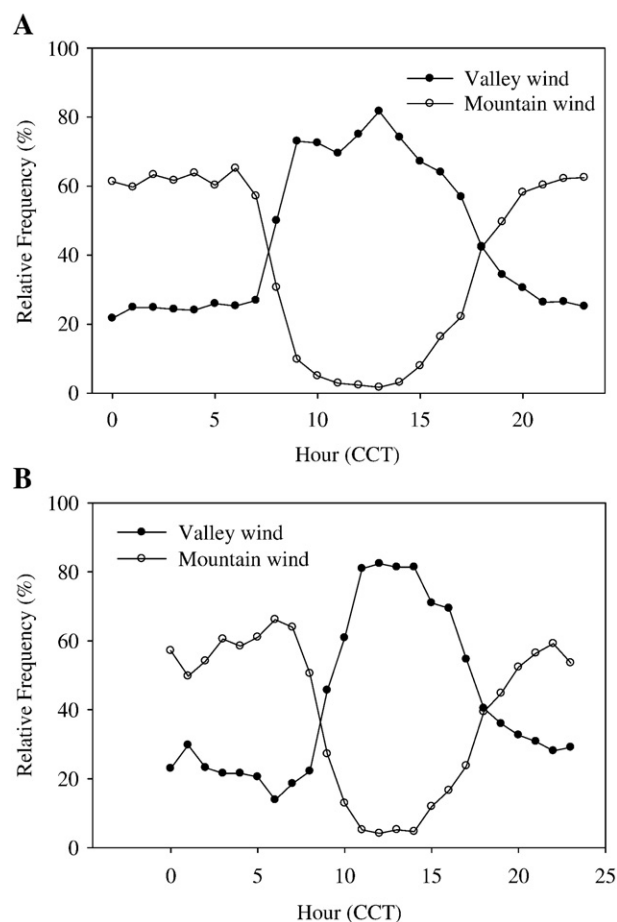 A
100
80
60
40
20
0
Relative Frequency (%)
Valley wind
Mountain wind
0 5 10 15 20
Hour (CCT)
B
100
80
60
40
20
0
Relative Frequency (%)
Valley wind
Mountain wind
0 5 10 15 20 25
Hour (CCT)